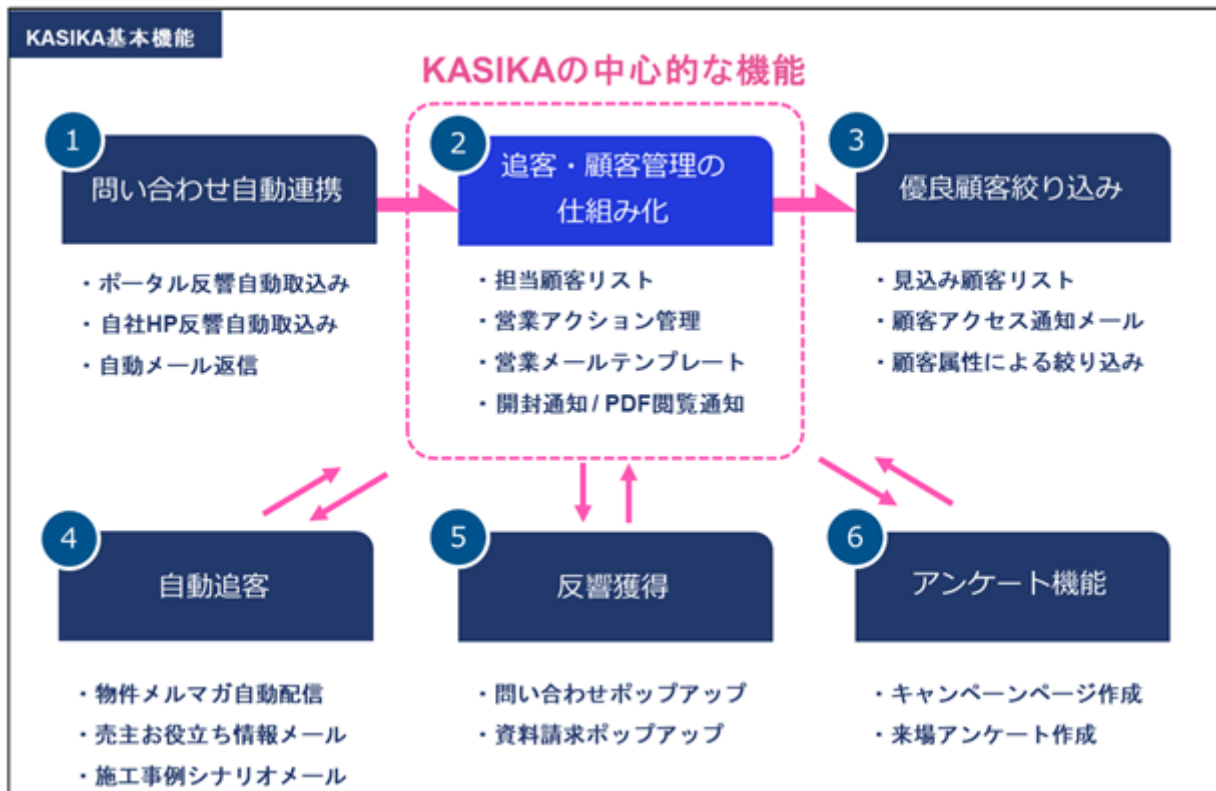 KASIKA基本機能
KASIKAの中心的な機能
1
問い合わせ自動連携
・ポータル反響自動取込み
・自社HP反響自動取込み
・自動メール返信
2
追客・顧客管理の
仕組み化
・担当顧客リスト
・営業アクション管理
・営業メールテンプレート
・開封通知 / PDF閲覧通知
3
優良顧客絞り込み
・見込み顧客リスト
・顧客アクセス通知メール
・顧客属性による絞り込み
4
自動追客
・物件メルマガ自動配信
・売主お役立ち情報メール
・施工事例シナリオメール
5
反響獲得
・問い合わせポップアップ
・資料請求ポップアップ
6
アンケート機能
・キャンペーンページ作成
・来場アンケート作成